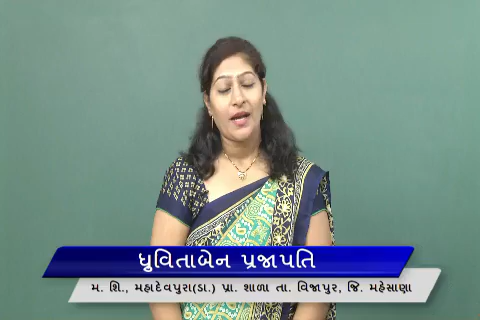 ધ્રુવિતાબેન પ્રજાપતિ
મ. શિ., મહાદેવપુરા(ડા.) પ્રા. શાળા તા. વિજાપુર, જિ. મહેસાણા